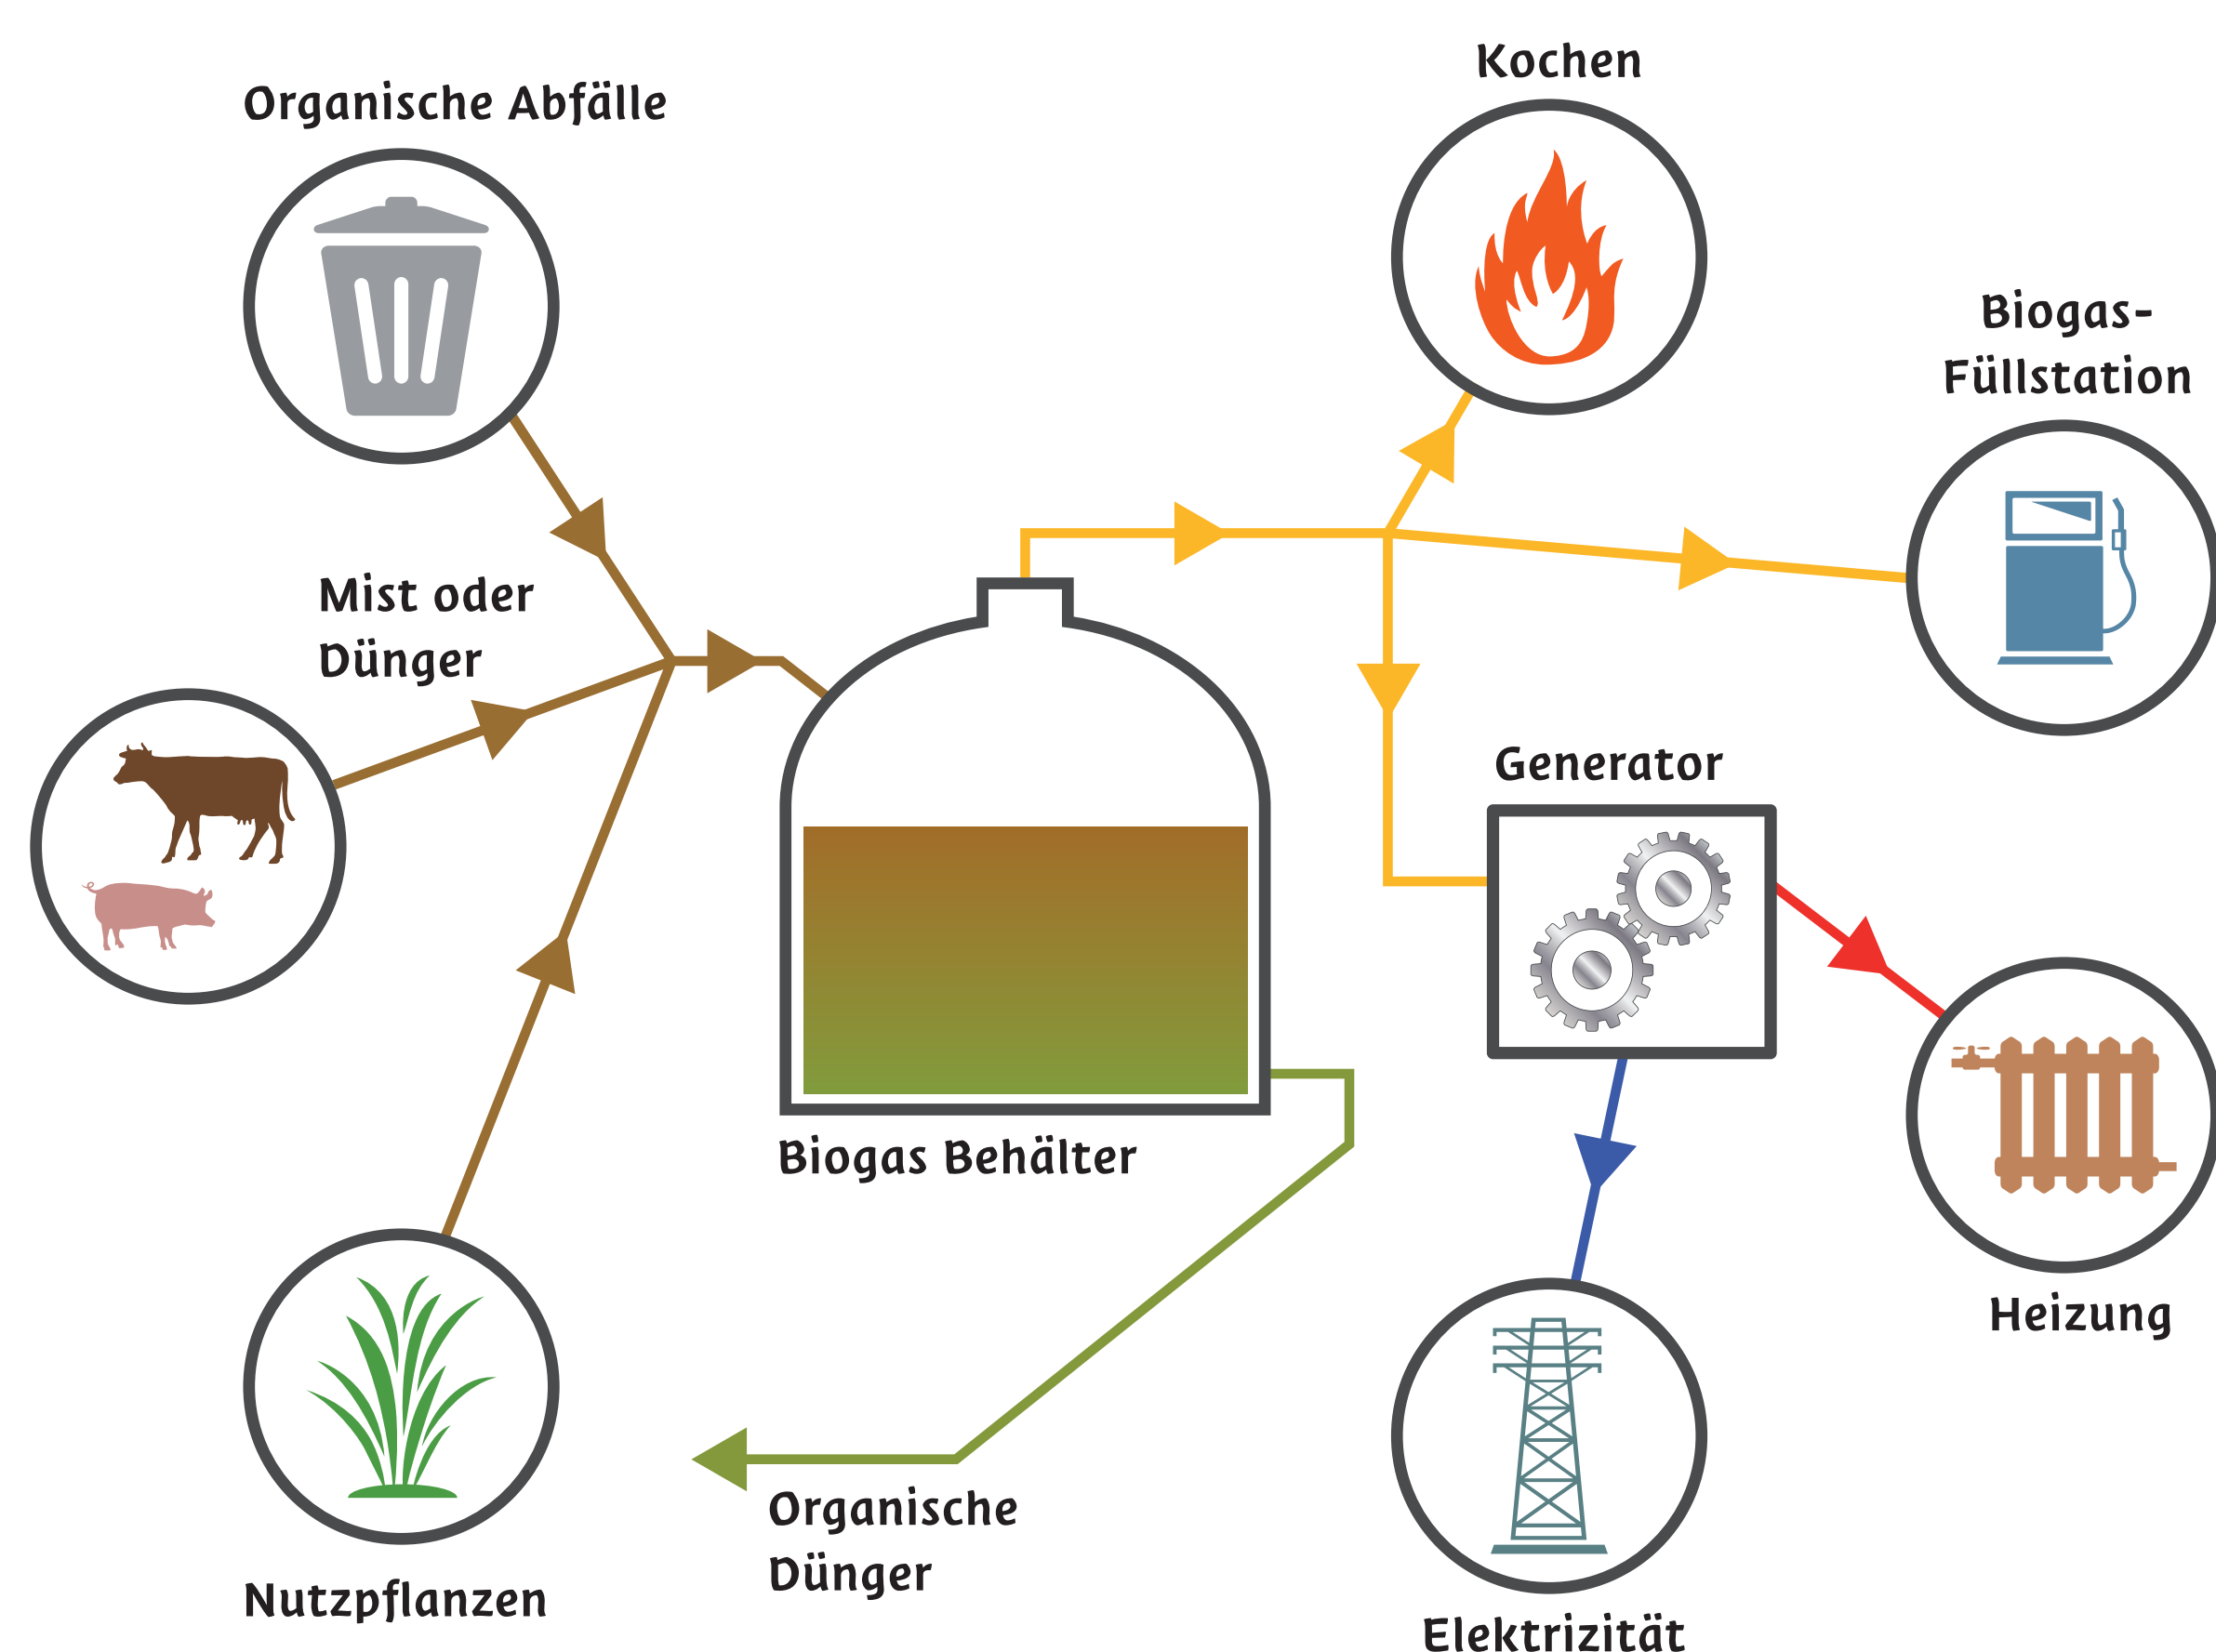 Kochen
Organische Abfälle
Biogas-
Füllstation
Mist oder
Dünger
Generator
Biogas Behälter
Heizung
Organische
Dünger
Nutzpflanzen
Elektrizität